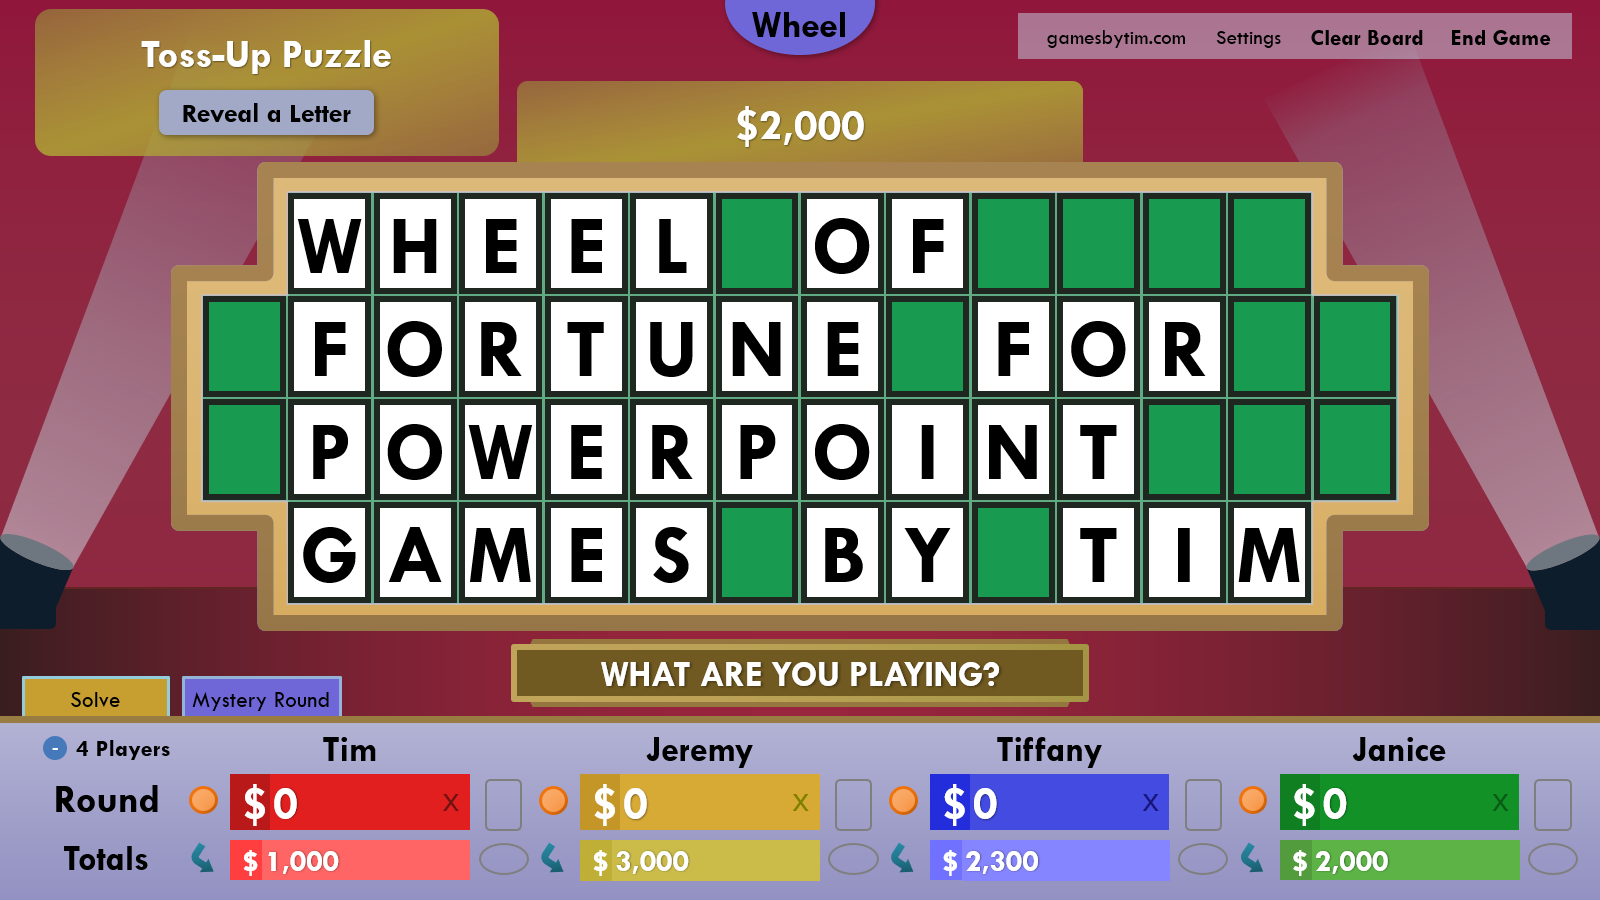 Toss-Up Puzzle
Reveal a Letter
Wheel
gamesbytim.com Settings Clear Board End Game
$2,000
WHEEL OF
FORTUNE FOR
POWERPOINT
GAMES BY TIM
WHAT ARE YOU PLAYING?
Solve
Mystery Round
- 4 Players
Tim Jeremy Tiffany Janice
Round $0 X $0 X $0 X $0 X
Totals $1,000 $3,000 $2,300 $2,000